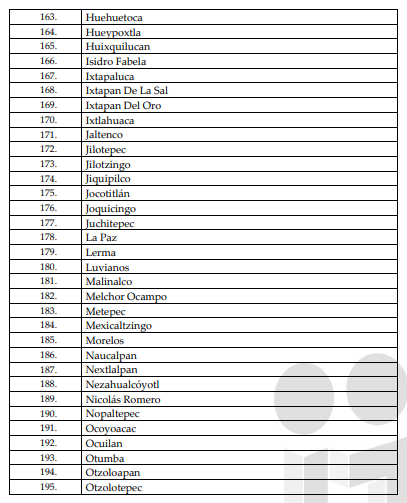 163. Huehuetoca
164. Hueypoxtla
165. Huixquilucan
166. Isidro Fabela
167. Ixtapaluca
168. Ixtapan De La Sal
169. Ixtapan Del Oro
170. Ixtlahuaca
171. Jaltenco
172. Jilotepec
173. Jilotzingo
174. Jiquipilco
175. Jocotitlán
176. Joquicingo
177. Juchitepec
178. La Paz
179. Lerma
180. Luvianos
181. Malinalco
182. Melchor Ocampo
183. Metepec
184. Mexicaltzingo
185. Morelos
186. Naucalpan
187. Nextlalpan
188. Nezahualcóyotl
189. Nicolás Romero
190. Nopaltepec
191. Ocoyoacac
192. Ocuilan
193. Otumba
194. Otzoloapan
195. Otzolotepec